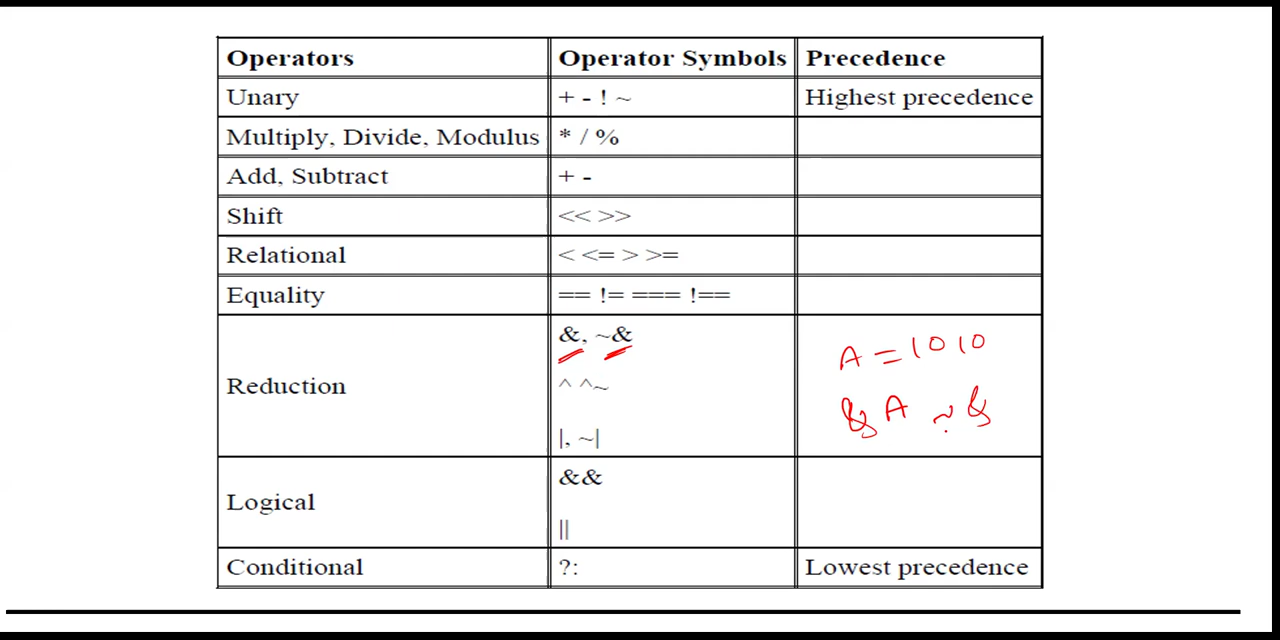 Operators Operator Symbols Precedence
Unary + - ! ~ Highest precedence
Multiply, Divide, Modulus * / %
Add, Subtract + -
Shift << >>
Relational < <= > >=
Equality == != === !==
Reduction &, ~&
^ ^~
|, ~|
A = 1010
& A ~ &
Logical &&
||
Conditional ?: Lowest precedence